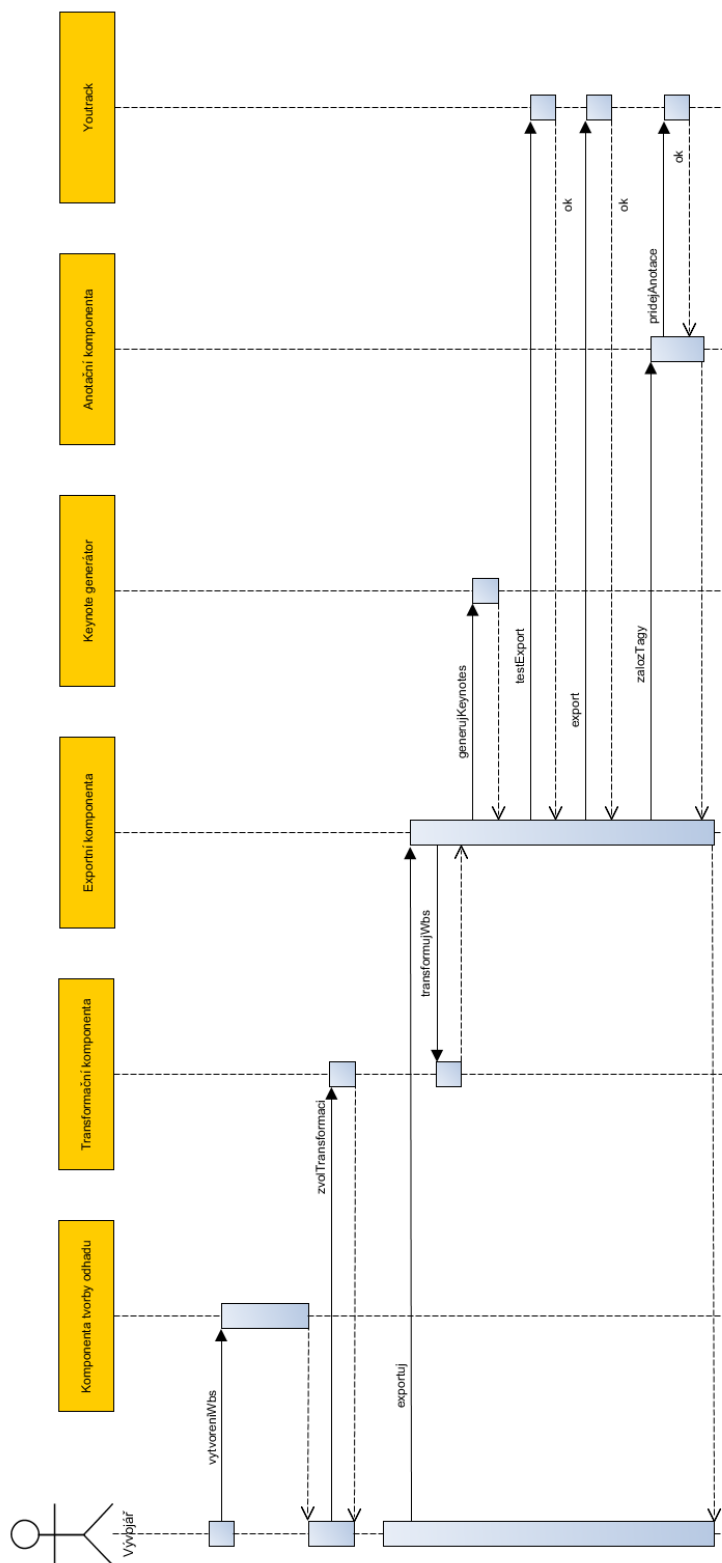 Vývojář
Komponenta tvorby odhadu
Transformační komponenta
Exportní komponenta
Keynote generátor
Anotační komponenta
Youtrack
vytvoreniWbs
zvolTransformaci
exportuj
transformujWbs
generujKeynotes
testExport
ok
export
ok
zalozTagy
pridejAnotace
ok